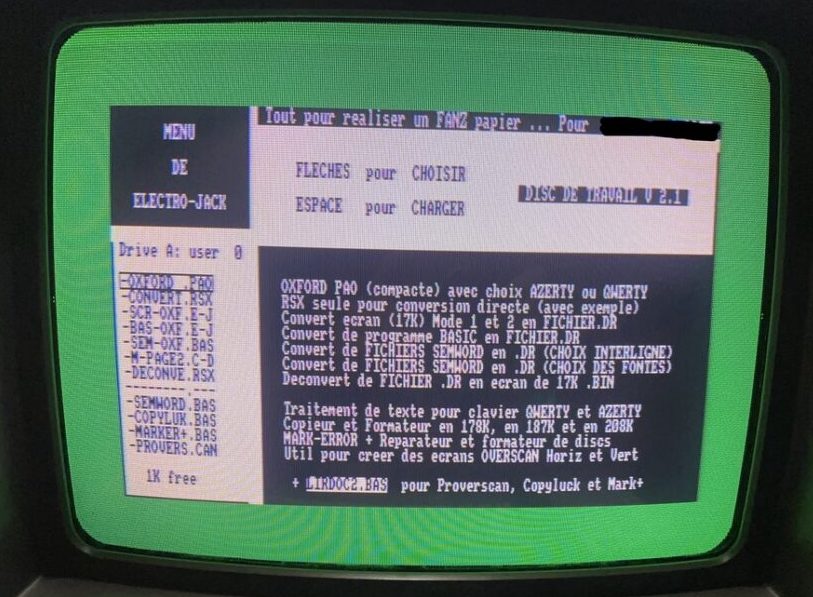 MENU
DE
ELECTRO-JACK
Tout pour realiser un FANZ papier ... Pour
FLECHES pour CHOISIR
ESPACE pour CHARGER
DISC DE TRAVAIL V 2.1
Drive A: user 0
-OXFORD .PAO
-CONVERT.RSX
-SCR-OXF.E-J
-BAS-OXF.E-J
-SEM-OXF.BAS
-M-PAGE2.C-D
-DECONVE.RSX
--------.---
-SEMWORD.BAS
-COPYLUK.BAS
-MARKER+.BAS
-PROVERS.CAN
1K free
OXFORD PAO (compacte) avec choix AZERTY ou QWERTY
RSX seule pour conversion directe (avec exemple)
Convert ecran (17K) Mode 1 et 2 en FICHIER.DR
Convert de programme BASIC en FICHIER.DR
Convert de FICHIERS SEMWORD en .DR (CHOIX INTERLIGNE)
Convert de FICHIERS SEMWORD en .DR (CHOIX DES FONTES)
Deconvert de FICHIER .DR en ecran de 17K .BIN
Traitement de texte pour clavier QWERTY et AZERTY
Copieur et Formateur en 178K, en 187K et en 208K
MARK-ERROR + Reparateur et formateur de discs
Util pour creer des ecrans OVERSCAN Horiz et Vert
+ LIRDOC2.BAS pour Proverscan, Copyluck et Mark+